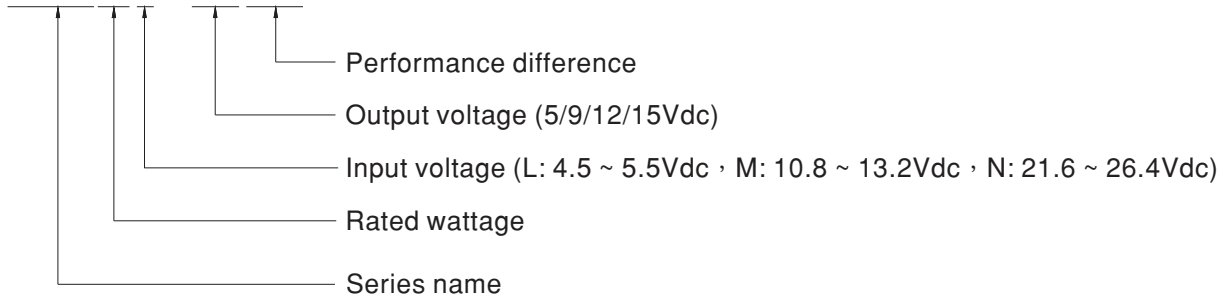 Performance difference
Output voltage (5/9/12/15Vdc)
Input voltage (L: 4.5 ~ 5.5Vdc，M: 10.8 ~ 13.2Vdc，N: 21.6 ~ 26.4Vdc)
Rated wattage
Series name